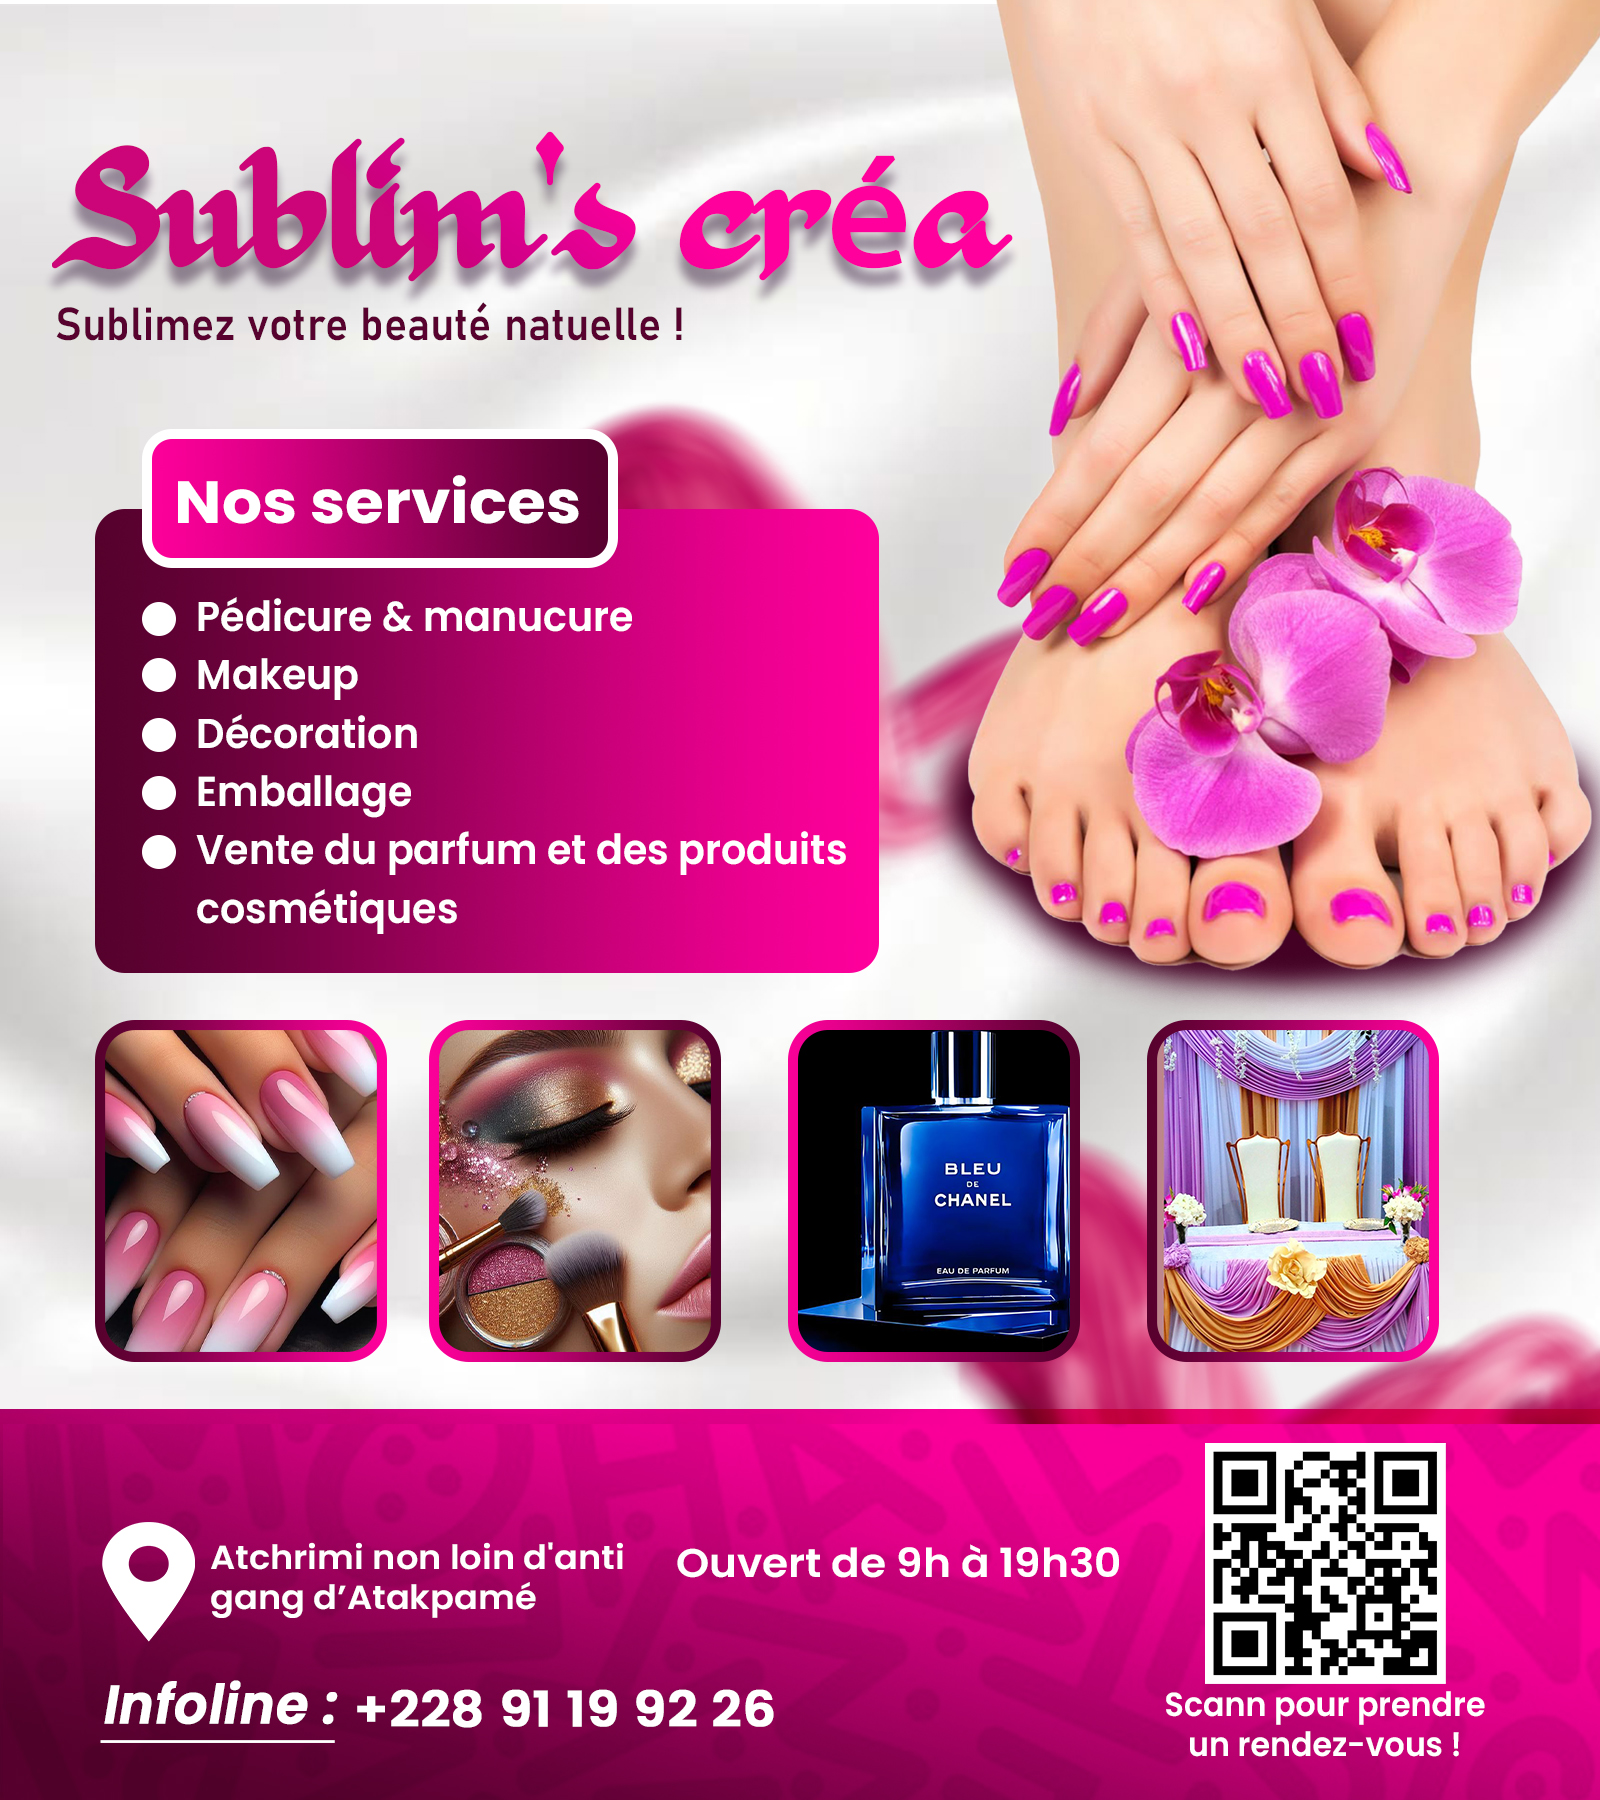 Sublim's créa
Sublimez votre beauté natuelle !
Nos services
Pédicure & manucure
Makeup
Décoration
Emballage
Vente du parfum et des produits
cosmétiques
BLEU
DE
CHANEL
EAU DE PARFUM
Atchrimi non loin d'anti
gang d’Atakpamé
Ouvert de 9h à 19h30
Infoline : +228 91 19 92 26
Scann pour prendre
un rendez-vous !